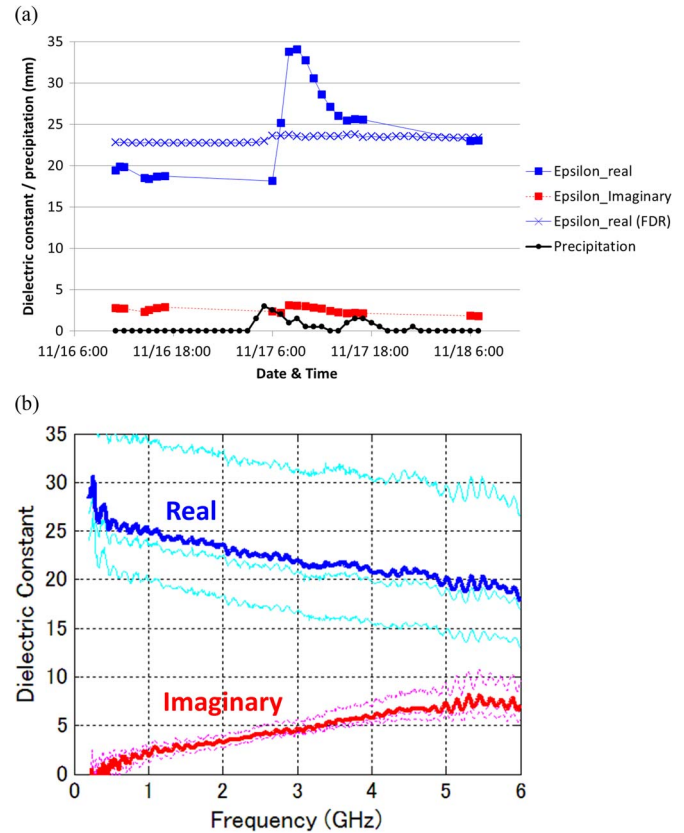 (a)
Dielectric constant / precipitation (mm)
35
30
25
20
15
10
5
0
11/16 6:00 11/16 18:00 11/17 6:00 11/17 18:00 11/18 6:00
Date & Time
Epsilon_real
Epsilon_Imaginary
Epsilon_real (FDR)
Precipitation
(b)
Dielectric Constant
35
30
25
20
15
10
5
0
Real
Imaginary
0 1 2 3 4 5 6
Frequency (GHz)